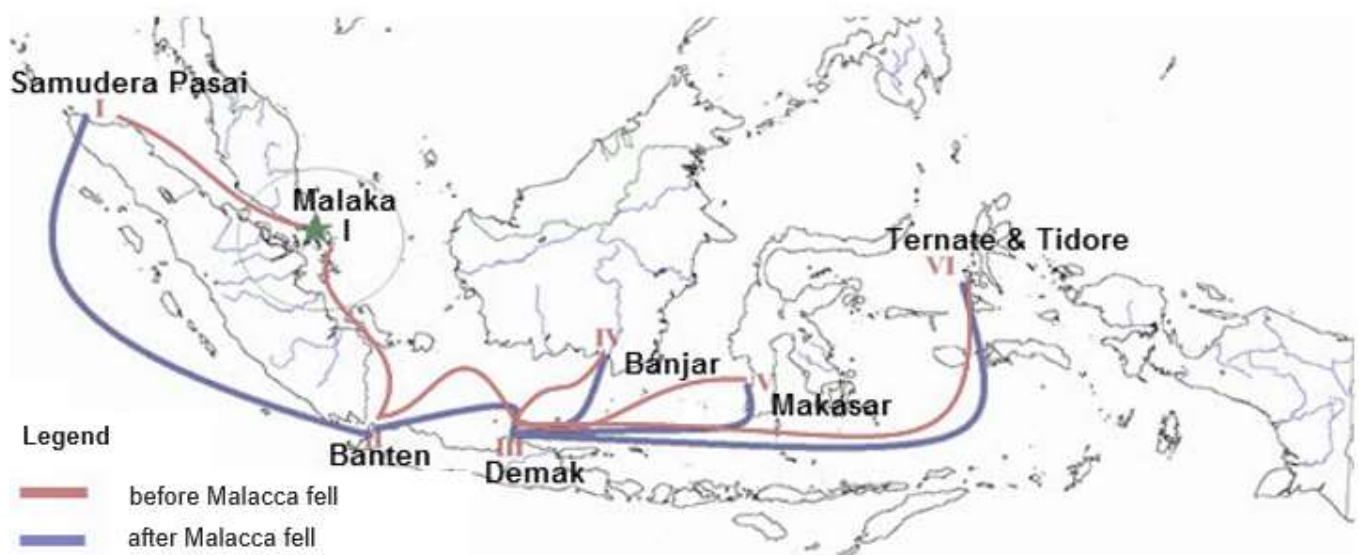 Samudera Pasai
I
Malaka
I
Ternate & Tidore
VI
IV
Banjar
V
Makasar
Legend
II
Banten
III
Demak
before Malacca fell
after Malacca fell